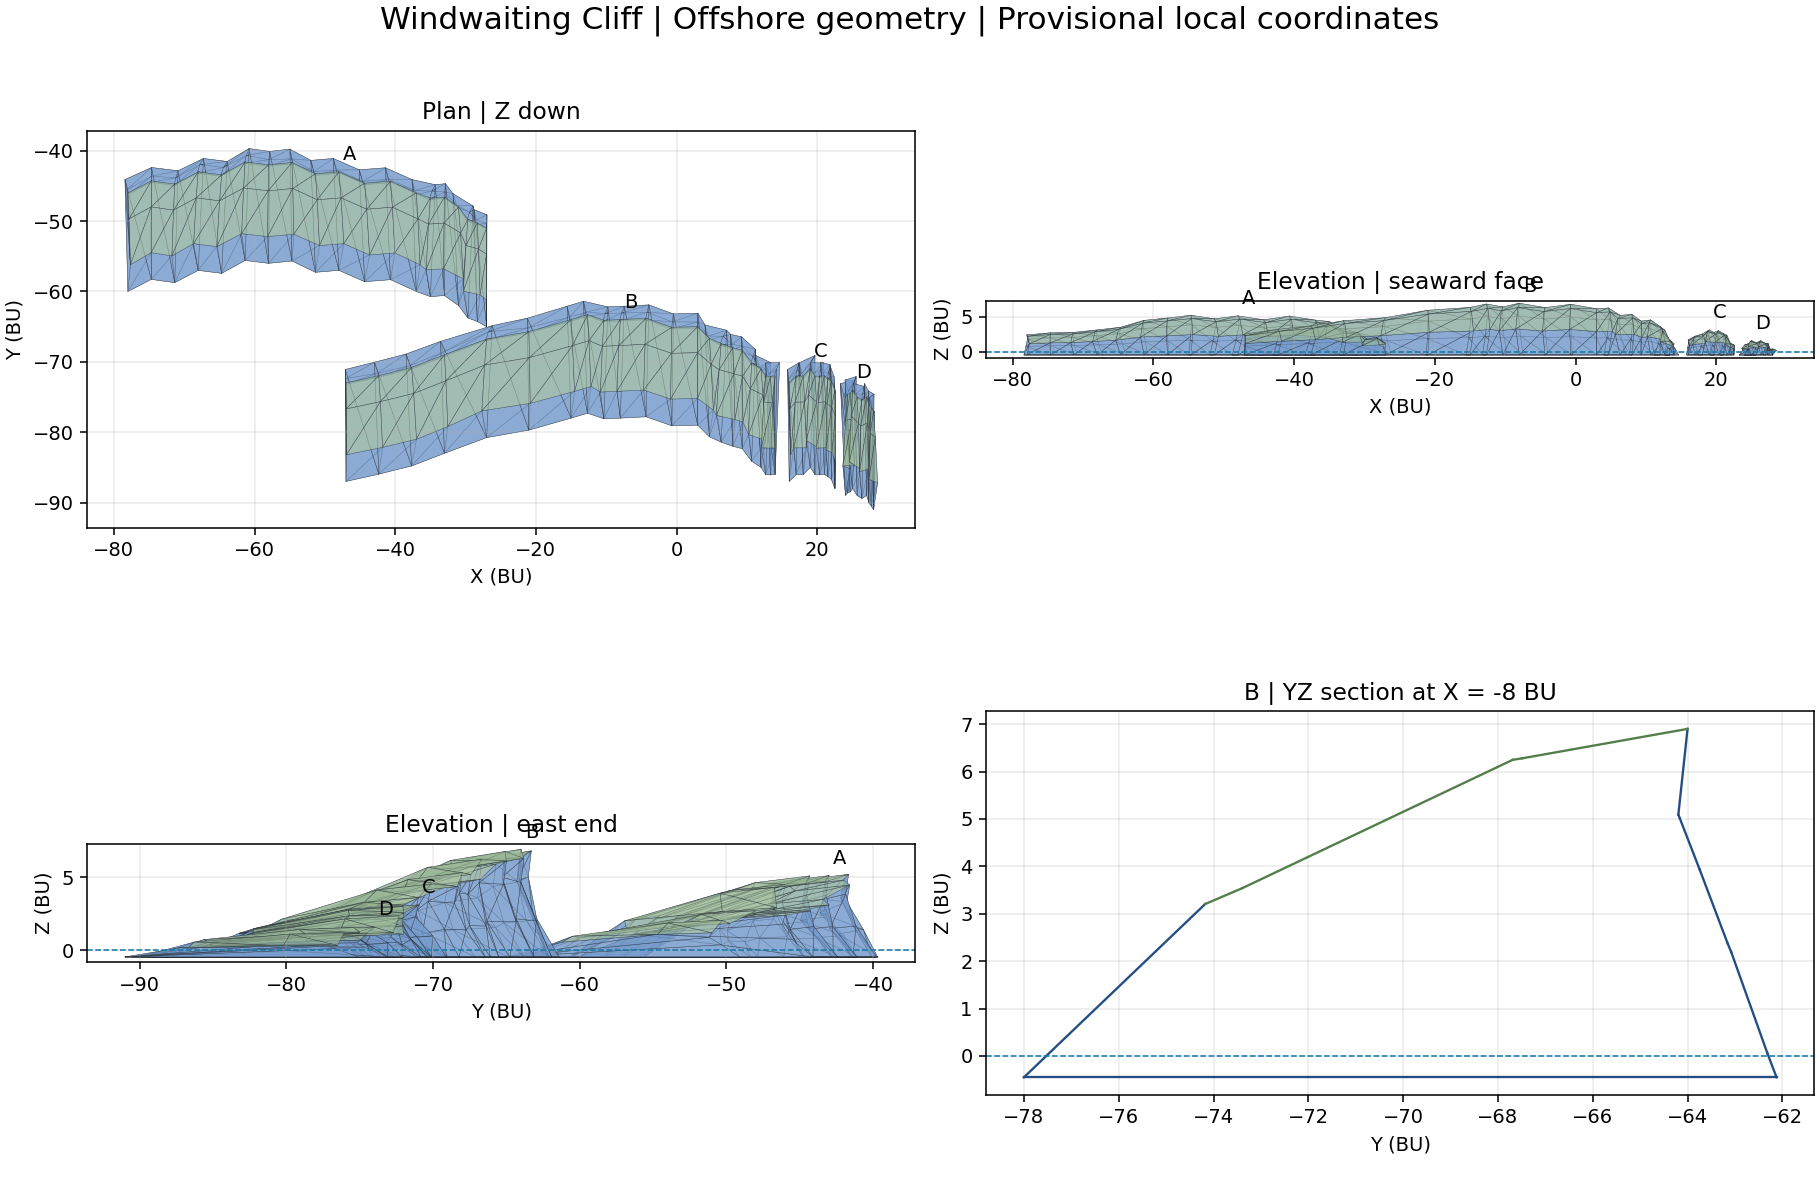 Windwaiting Cliff | Offshore geometry | Provisional local coordinates
Plan | Z down
A
B
C
D
−40
−50
−60
−70
−80
−90
Y (BU)
−80
−60
−40
−20
0
20
X (BU)
Elevation | seaward face
A
B
C
D
5
0
Z (BU)
−80
−60
−40
−20
0
20
X (BU)
Elevation | east end
B
A
C
D
5
0
Z (BU)
−90
−80
−70
−60
−50
−40
Y (BU)
B | YZ section at X = -8 BU
7
6
5
4
3
2
1
0
Z (BU)
−78
−76
−74
−72
−70
−68
−66
−64
−62
Y (BU)